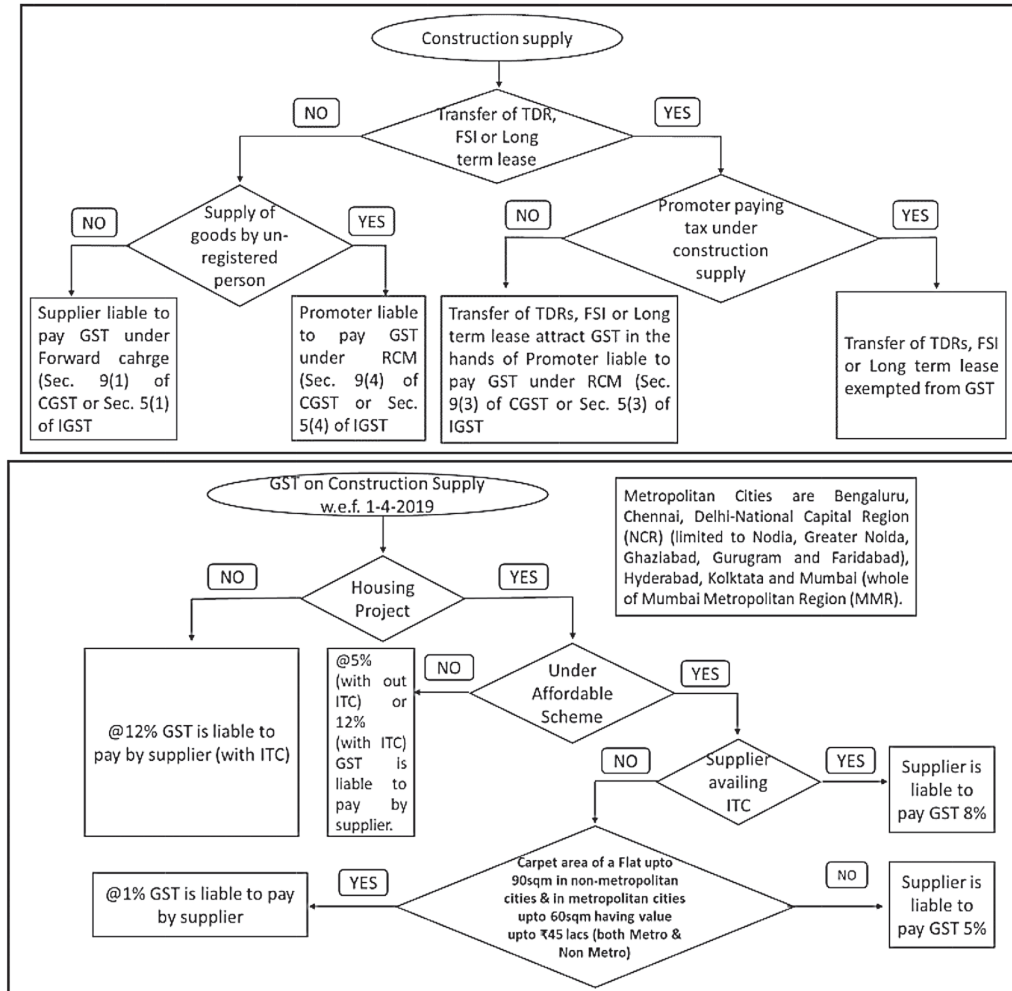 Construction supply
NO
YES
Transfer of TDR,
FSI or Long
term lease
NO
YES
Supply of
goods by un-
registered
person
NO
YES
Promoter paying
tax under
construction
supply
Supplier liable to
pay GST under
Forward cahrge
(Sec. 9(1) of
CGST or Sec. 5(1)
of IGST
Promoter liable
to pay GST
under RCM
(Sec. 9(4) of
CGST or Sec.
5(4) of IGST
Transfer of TDRs, FSI or Long
term lease attract GST in the
hands of Promoter liable to
pay GST under RCM (Sec.
9(3) of CGST or Sec. 5(3) of
IGST
Transfer of TDRs, FSI
or Long term lease
exempted from GST
GST on Construction Supply
w.e.f. 1-4-2019
Metropolitan Cities are Bengaluru,
Chennai, Delhi-National Capital Region
(NCR) (limited to Nodia, Greater Noida,
Ghaziabad, Gurugram and Faridabad),
Hyderabad, Kolktata and Mumbai (whole
of Mumbai Metropolitan Region (MMR).
NO
YES
Housing
Project
@12% GST is liable to
pay by supplier (with ITC)
@5%
(with out
ITC) or
12%
(with ITC)
GST is
liable to
pay by
supplier.
NO
YES
Under
Affordable
Scheme
NO
YES
Supplier
availing
ITC
Supplier is
liable to
pay GST 8%
@1% GST is liable to pay
by supplier
YES
Carpet area of a Flat upto
90sqm in non-metropolitan
cities & in metropolitan cities
upto 60sqm having value
upto ₹45 lacs (both Metro &
Non Metro)
NO
Supplier is
liable to
pay GST 5%